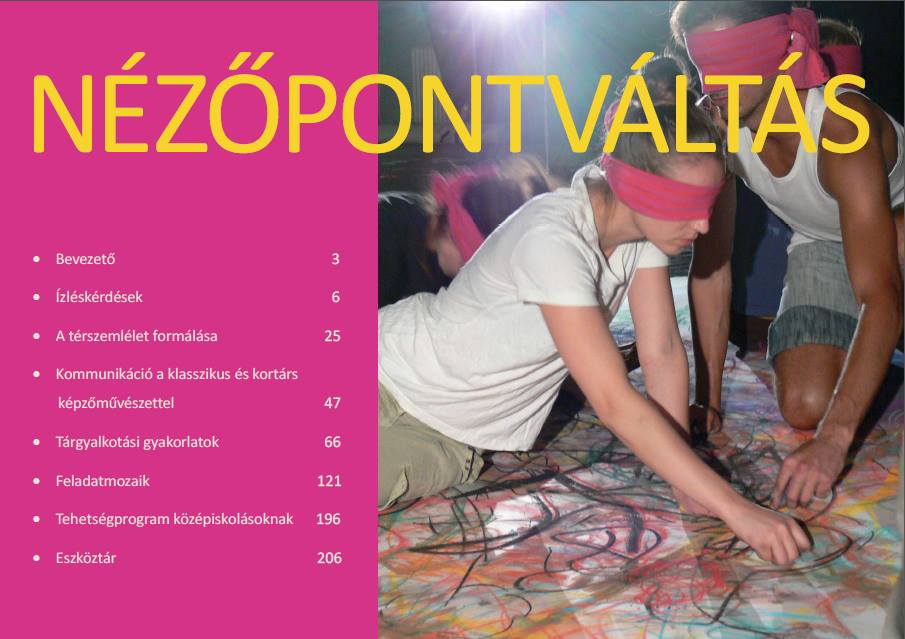 NÉZŐPONTVÁLTÁS
• Bevezető 3
• Ízléskérdések 6
• A térszemlélet formálása 25
• Kommunikáció a klasszikus és kortárs
képzőművészettel 47
• Tárgyalkotási gyakorlatok 66
• Feladatmozaik 121
• Tehetségprogram középiskolásoknak 196
• Eszköztár 206